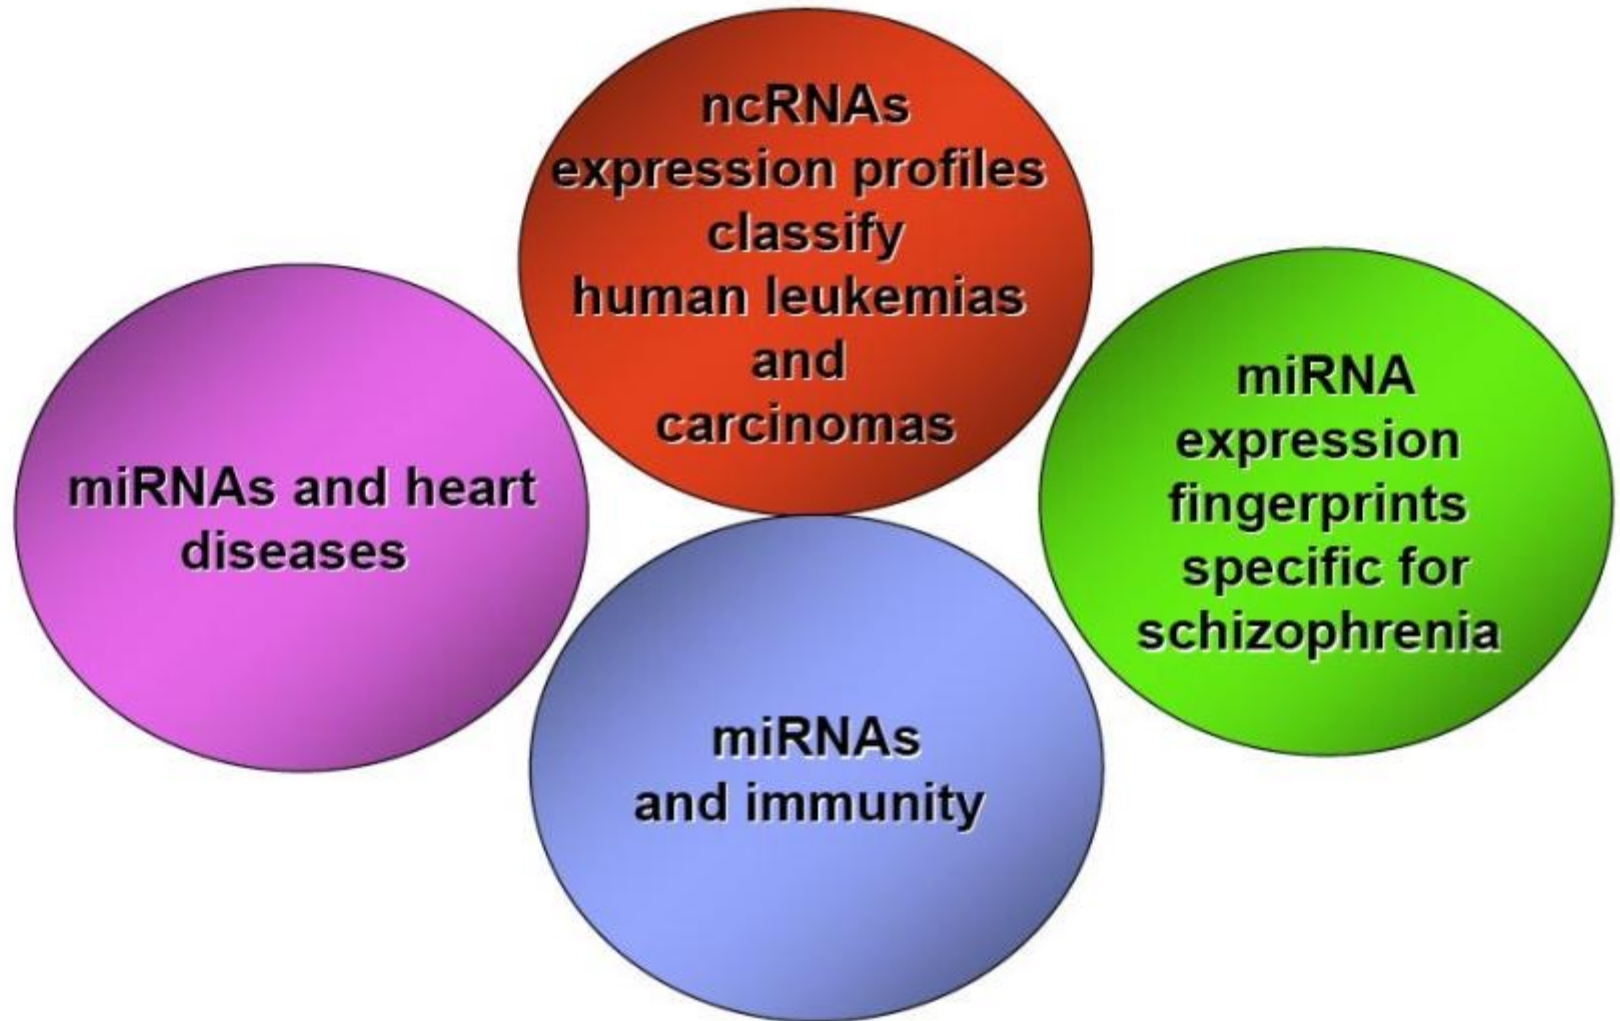 ncRNAs
expression profiles
classify
human leukemias
and
carcinomas
miRNAs and heart
diseases
miRNA
expression
fingerprints
specific for
schizophrenia
miRNAs
and immunity